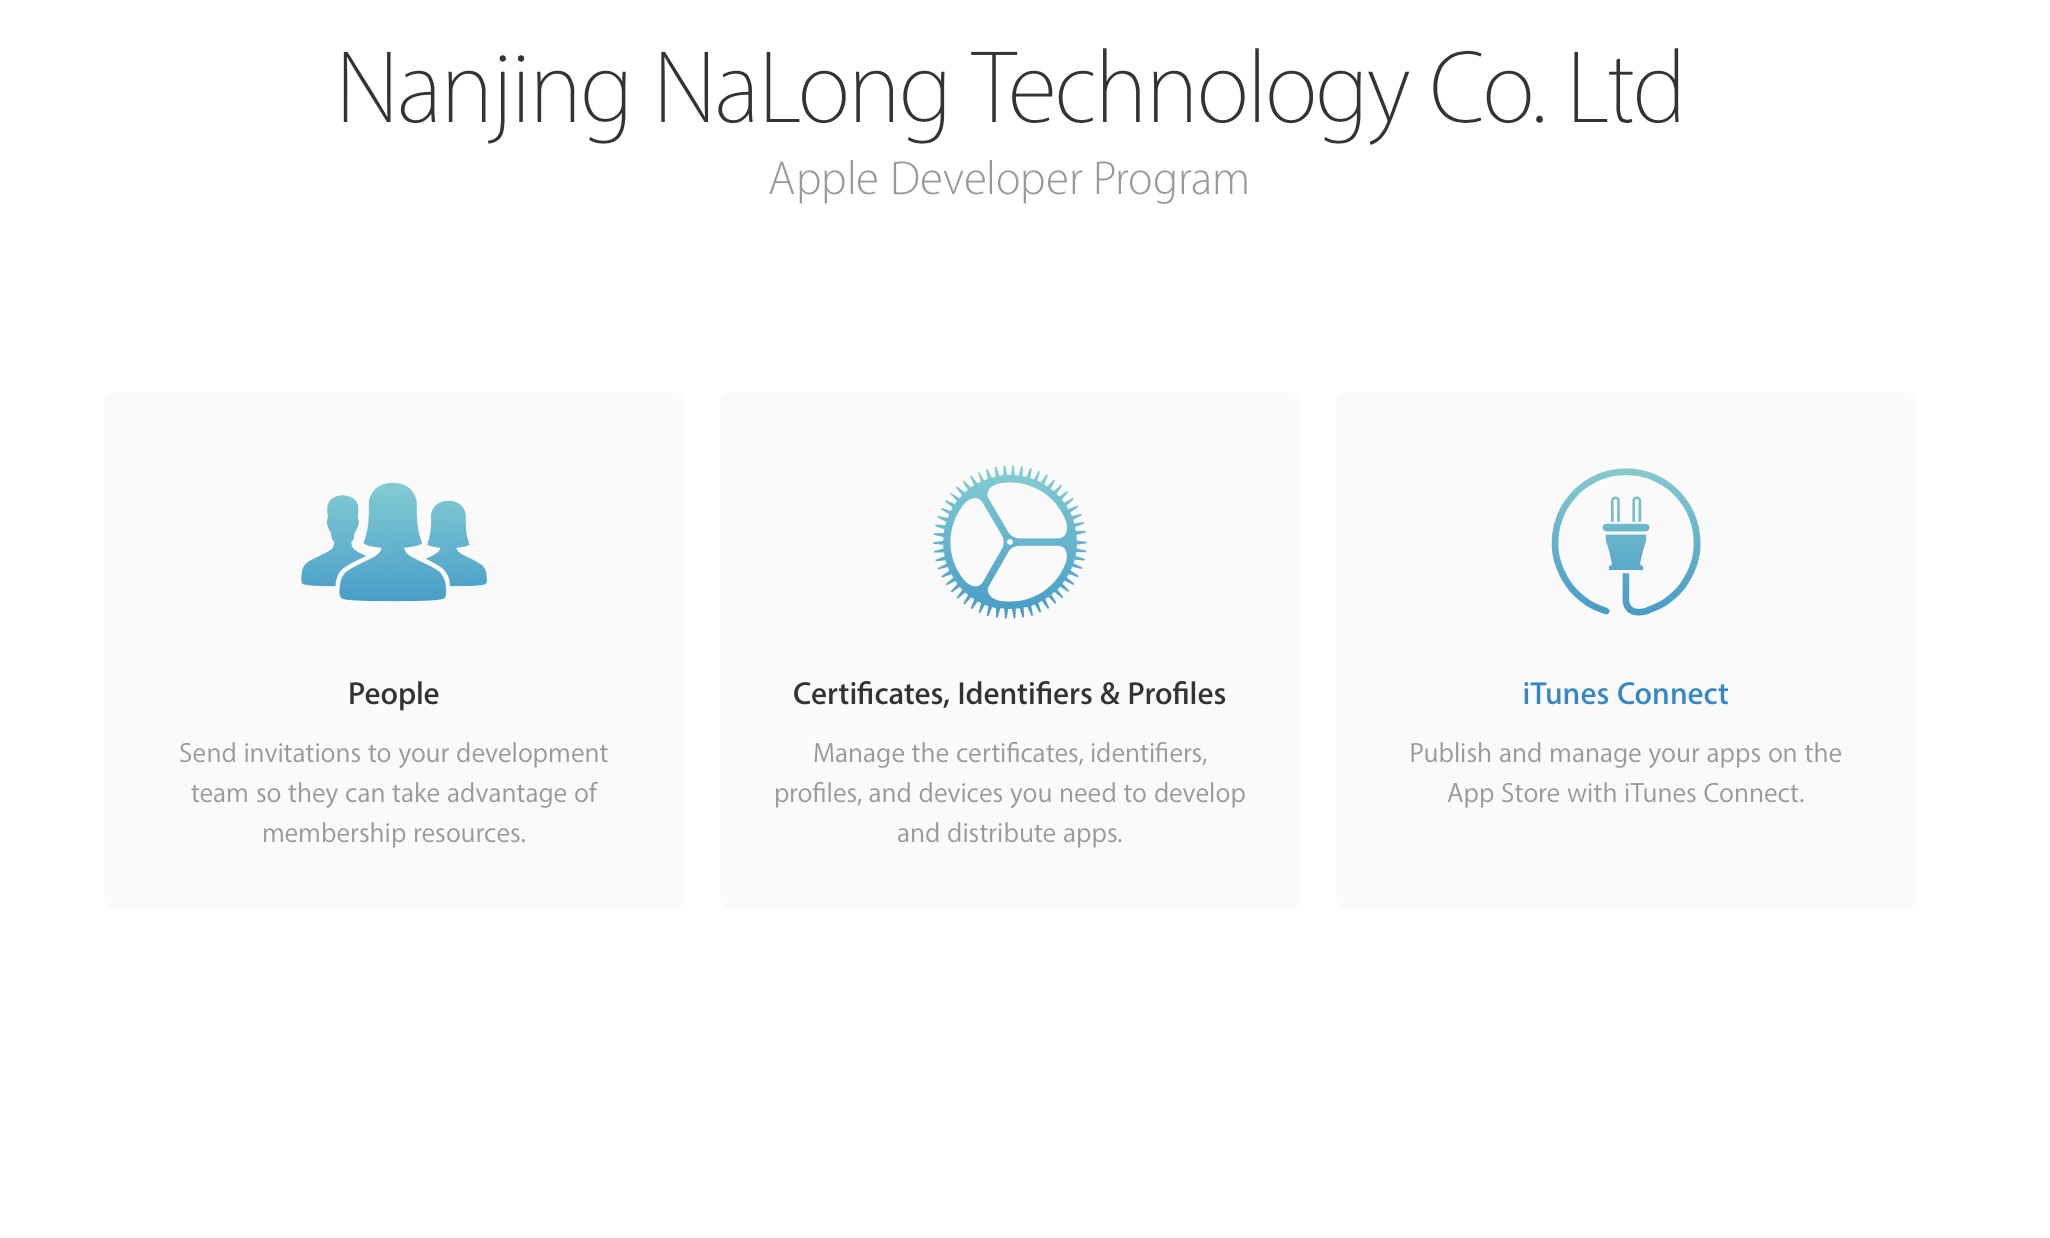 Nanjing NaLong Technology Co. Ltd
Apple Developer Program
People
Send invitations to your development
team so they can take advantage of
membership resources.
Certificates, Identifiers & Profiles
Manage the certificates, identifiers,
profiles, and devices you need to develop
and distribute apps.
iTunes Connect
Publish and manage your apps on the
App Store with iTunes Connect.